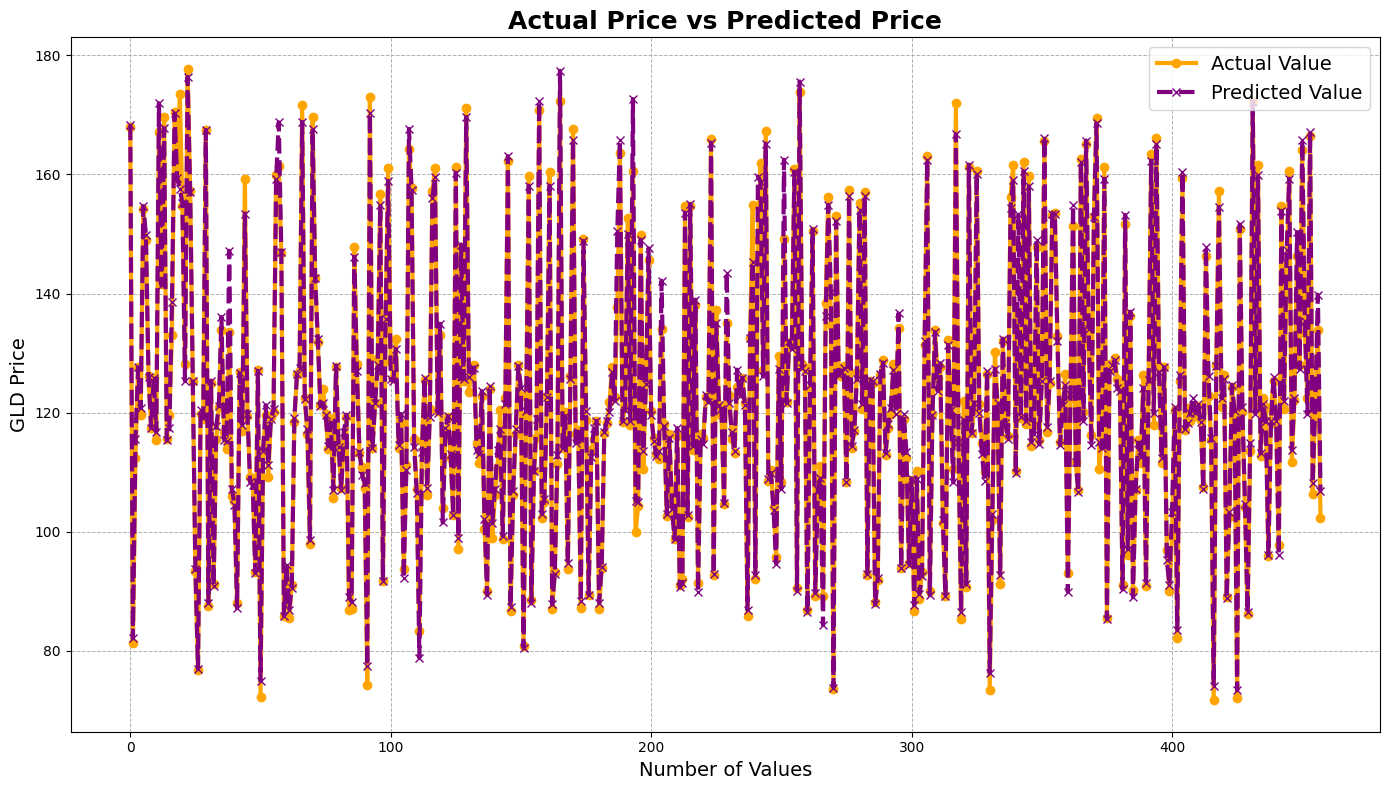 Actual Price vs Predicted Price
Actual Value
Predicted Value
GLD Price
180
160
140
120
100
80
0
100
200
300
400
Number of Values